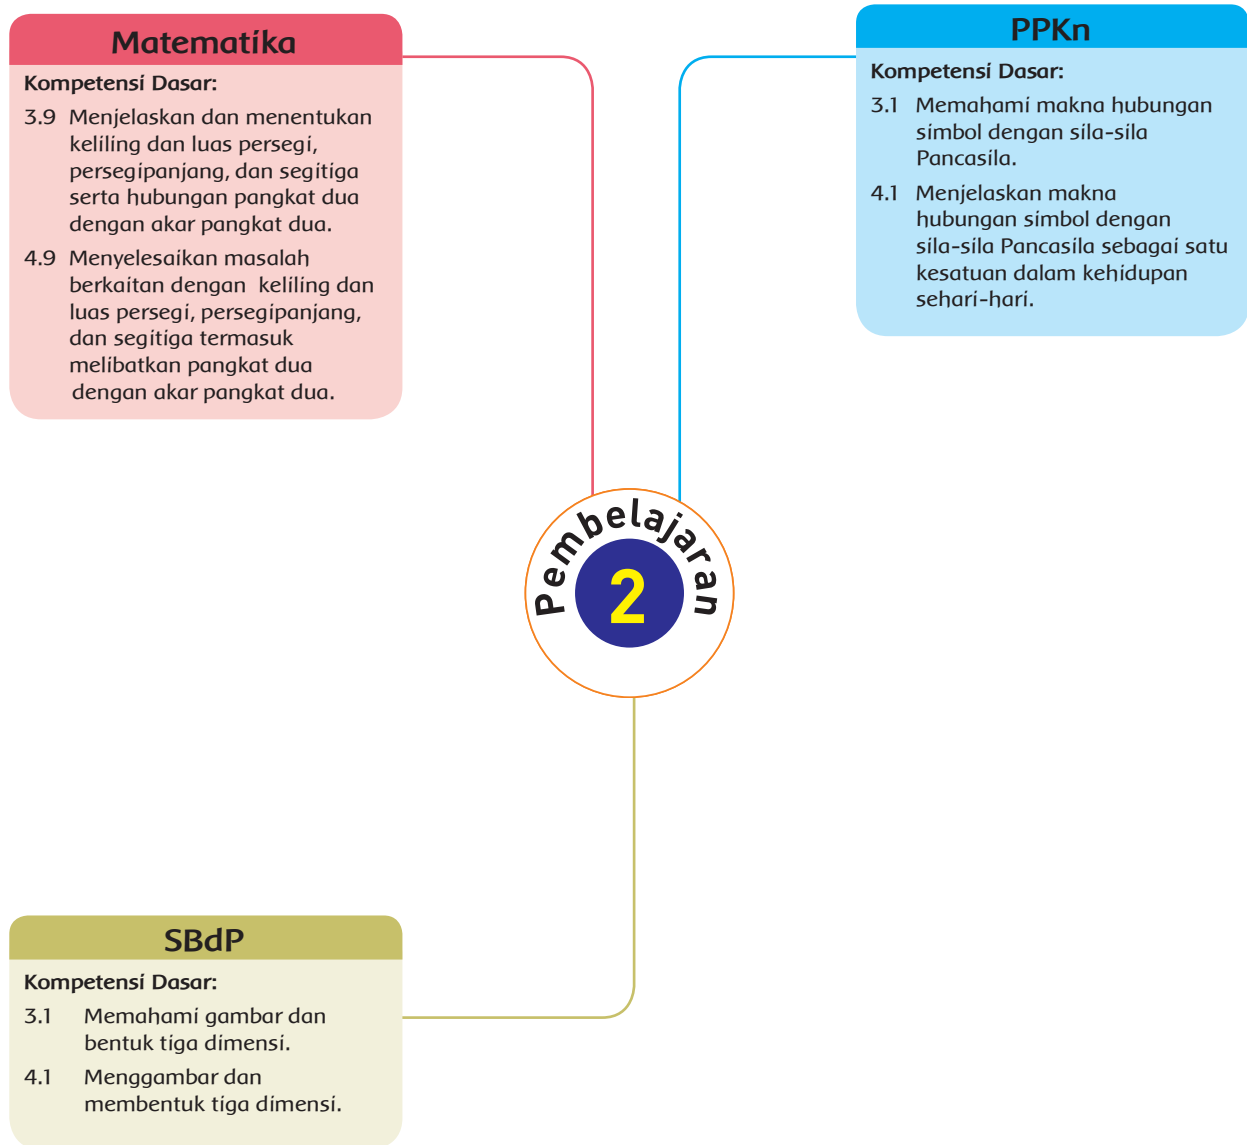 Matematika
Kompetensi Dasar:
3.9 Menjelaskan dan menentukan
keliling dan luas persegi,
persegipanjang, dan segitiga
serta hubungan pangkat dua
dengan akar pangkat dua.
4.9 Menyelesaikan masalah
berkaitan dengan keliling dan
luas persegi, persegipanjang,
dan segitiga termasuk
melibatkan pangkat dua
dengan akar pangkat dua.
PPKn
Kompetensi Dasar:
3.1 Memahami makna hubungan
simbol dengan sila-sila
Pancasila.
4.1 Menjelaskan makna
hubungan simbol dengan
sila-sila Pancasila sebagai satu
kesatuan dalam kehidupan
sehari-hari.
Pembelajaran
2
SBdP
Kompetensi Dasar:
3.1 Memahami gambar dan
bentuk tiga dimensi.
4.1 Menggambar dan
membentuk tiga dimensi.